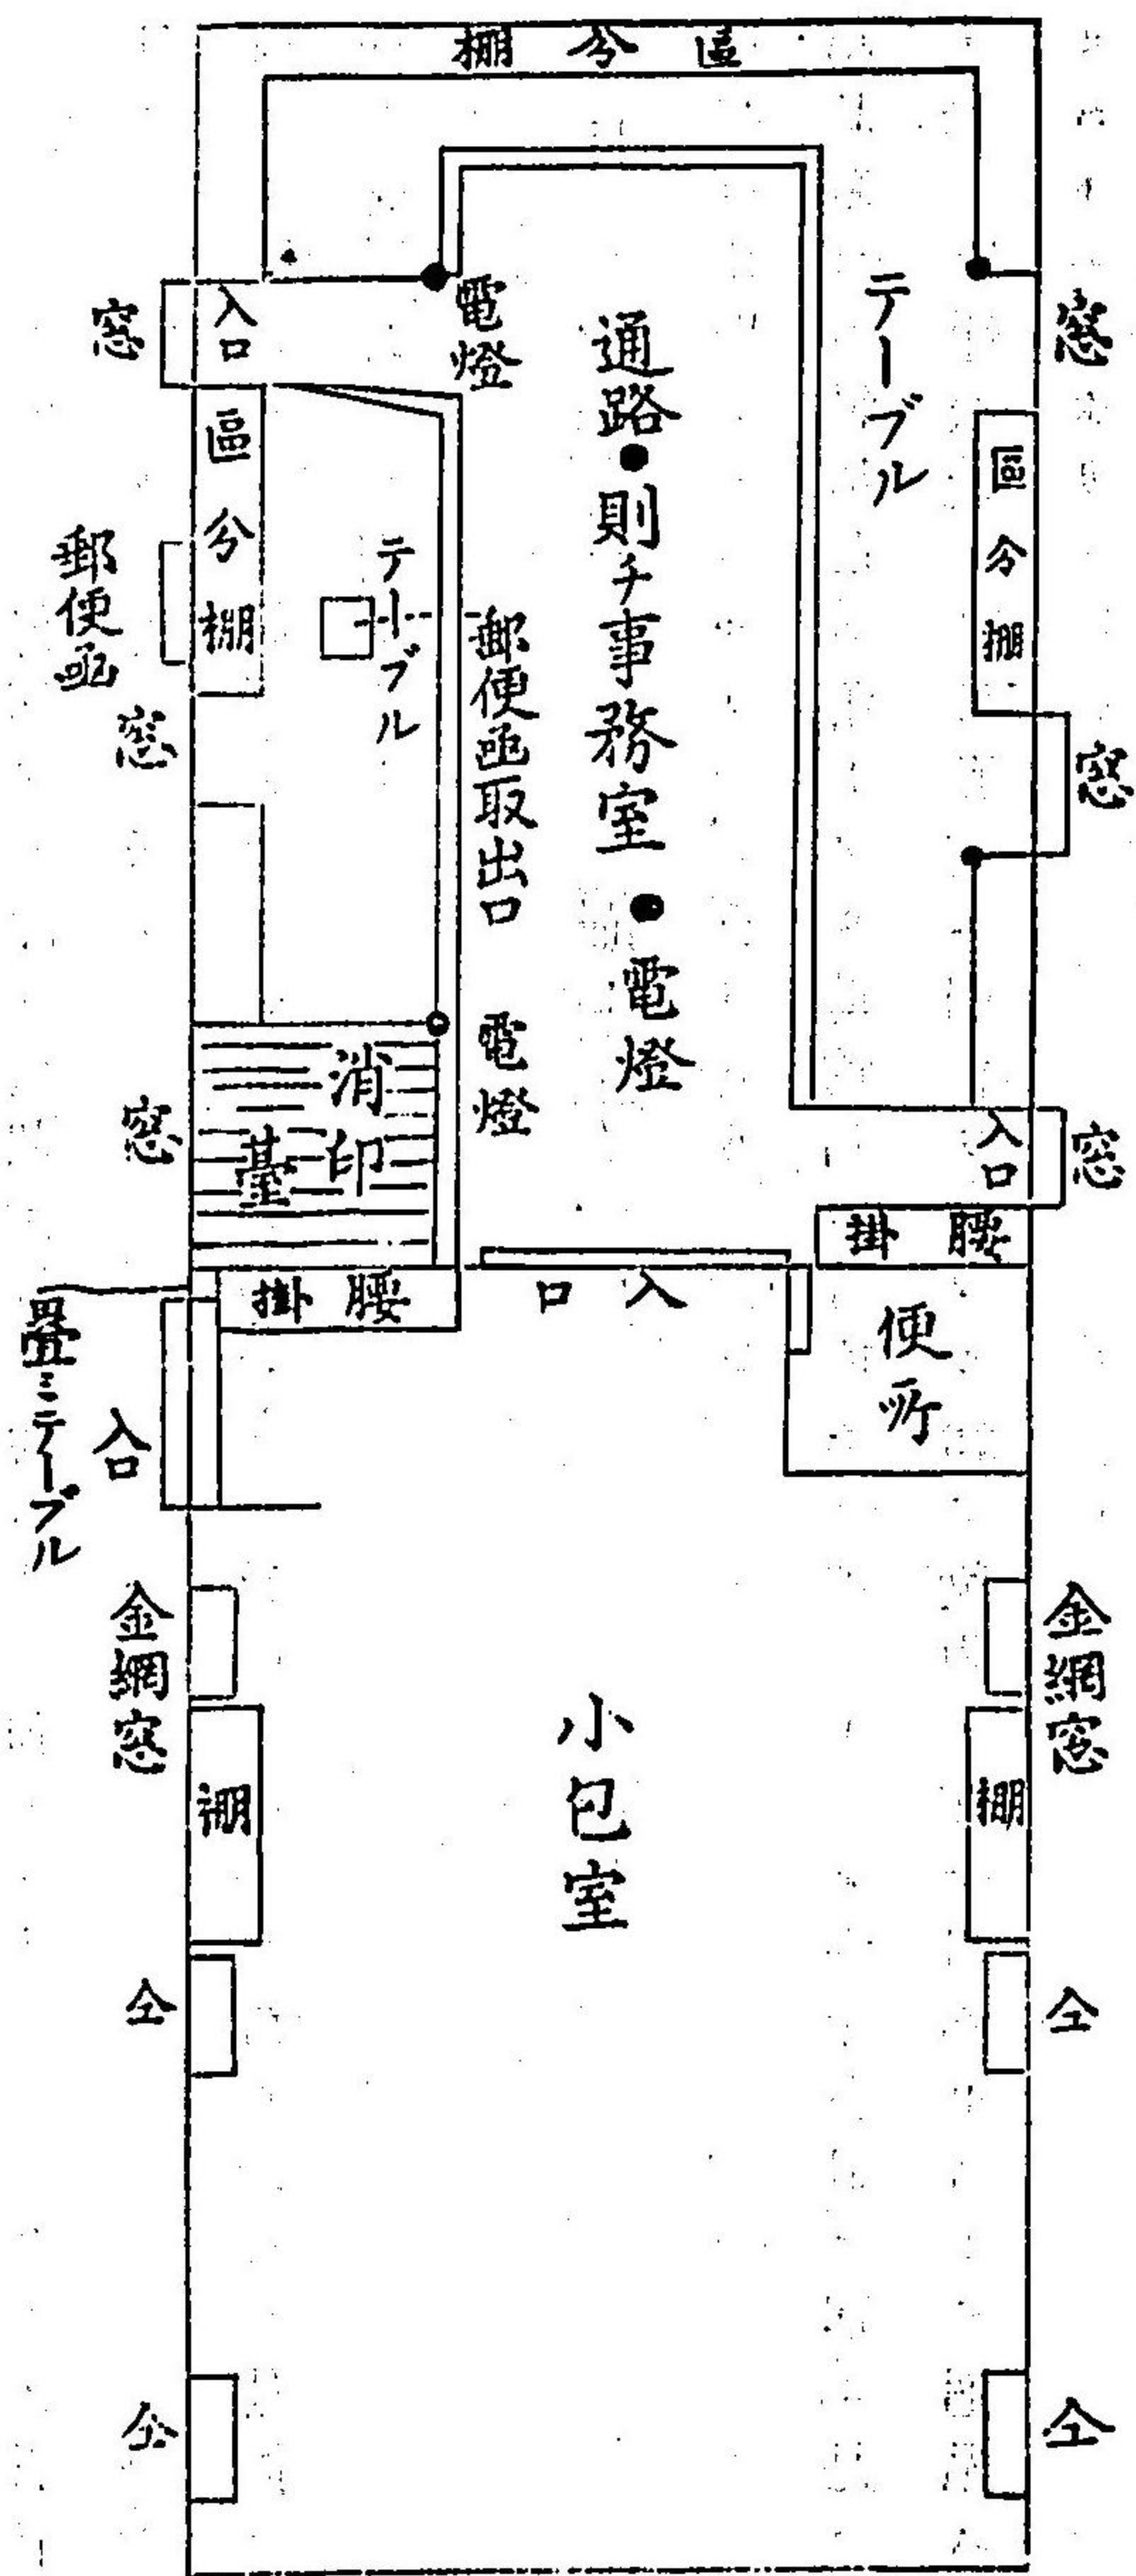 區分棚
窓
入口
電燈
通路●則チ事務室●電燈
テーブル
窓
區分棚
區分棚
郵便函
テーブル
郵便函取出口
窓
窓
電燈
消印
臺
窓
入口
窓
腰掛
腰掛
入口
便所
畳ミテーブル
入口
金網窓
金網窓
棚
小包室
棚
仝
仝
仝
仝